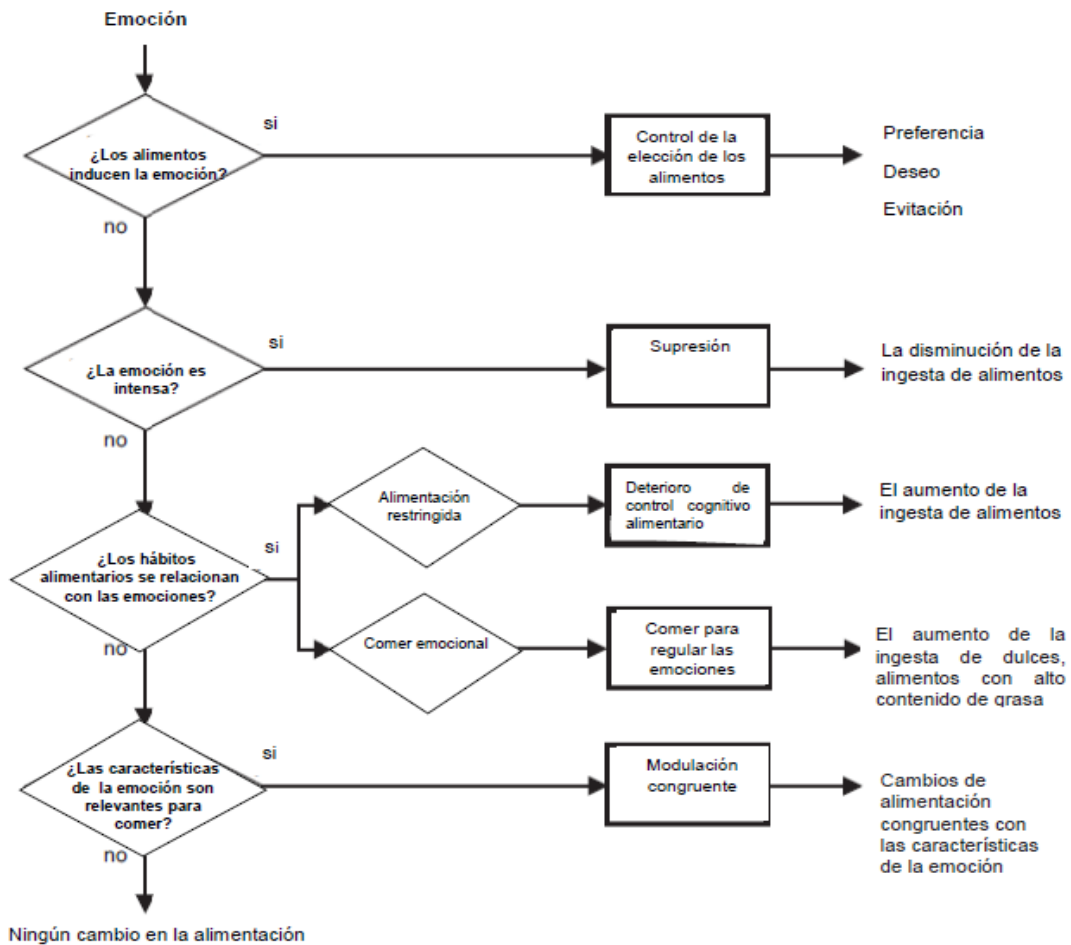 Emoción
si
¿Los alimentos
inducen la emoción?
no
Control de la
elección de los
alimentos
Preferencia
Deseo
Evitación
si
¿La emoción es
intensa?
no
Supresión
La disminución de la
ingesta de alimentos
¿Los hábitos
alimentarios se relacionan
con las emociones?
si
no
Alimentación
restringida
Deterioro de
control cognitivo
alimentario
El aumento de la
ingesta de alimentos
Comer emocional
Comer para
regular las
emociones
El aumento de la
ingesta de dulces,
alimentos con alto
contenido de grasa
si
¿Las características
de la emoción son
relevantes para
comer?
no
Modulación
congruente
Cambios de
alimentación
congruentes con
las características
de la emoción
Ningún cambio en la alimentación